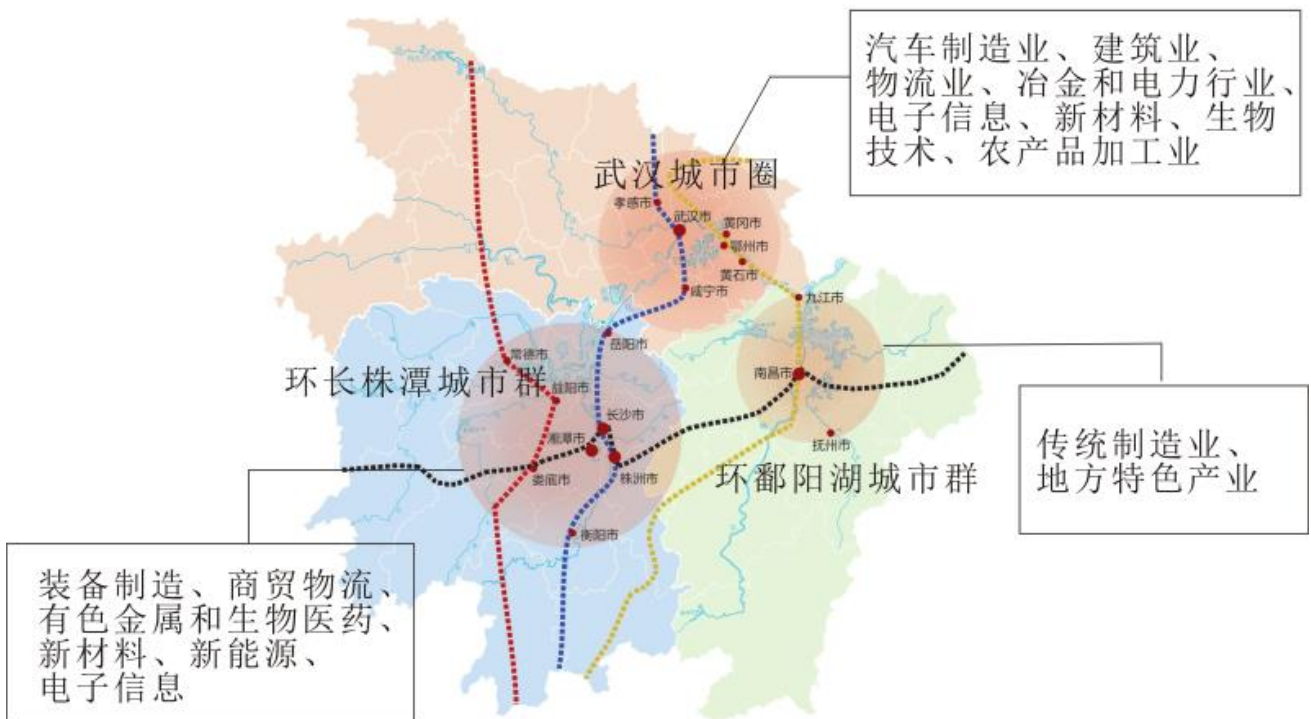 汽车制造业、建筑业、
物流业、冶金和电力行业、
电子信息、新材料、生物
技术、农产品加工业
武汉城市圈
孝感市
武汉市
黄冈市
鄂州市
黄石市
咸宁市
九江市
岳阳市
常德市
环长株潭城市群
益阳市
南昌市
长沙市
湘潭市
抚州市
娄底市
株洲市
环鄱阳湖城市群
传统制造业、
地方特色产业
衡阳市
装备制造、商贸物流、
有色金属和生物医药、
新材料、新能源、
电子信息